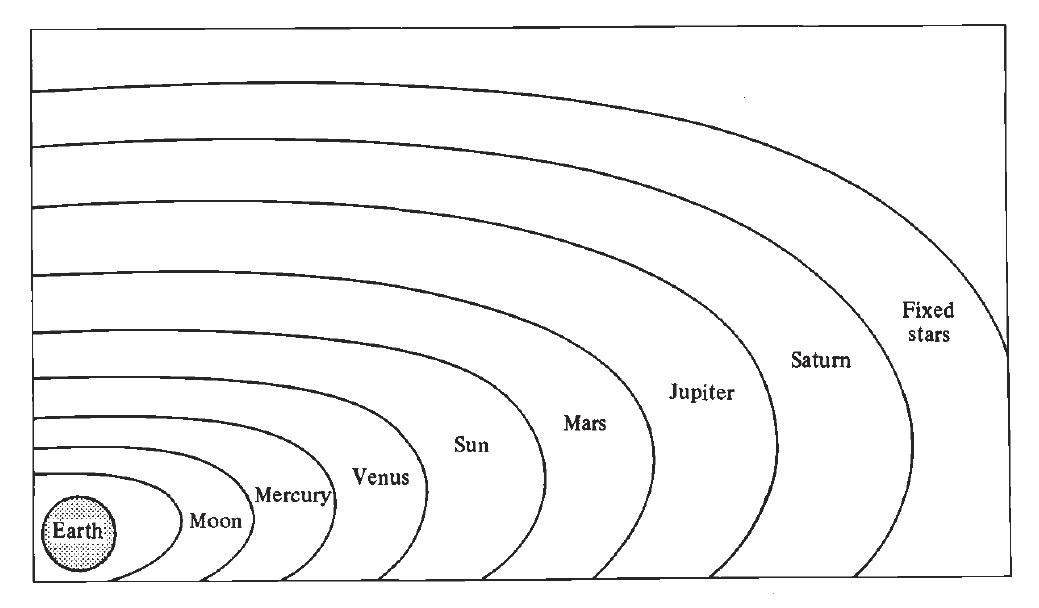 Earth
Moon
Mercury
Venus
Sun
Mars
Jupiter
Saturn
Fixed
stars